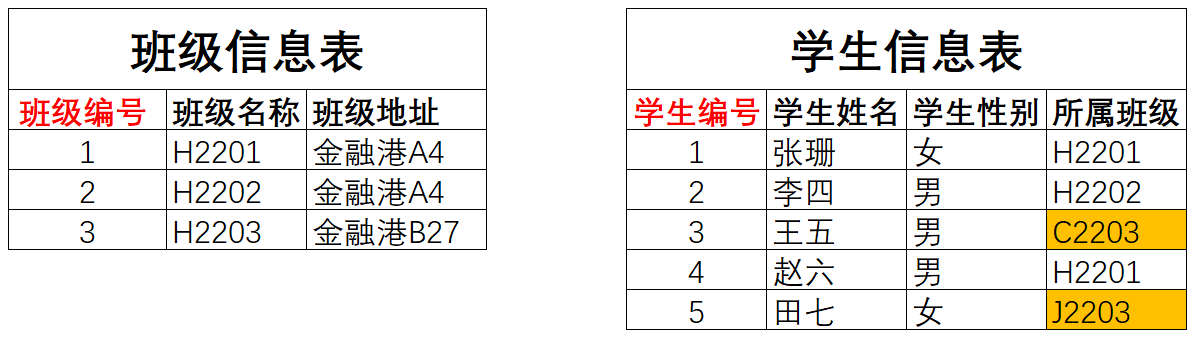 班级信息表
班级编号 班级名称 班级地址
1 H2201 金融港A4
2 H2202 金融港A4
3 H2203 金融港B27
学生信息表
学生编号 学生姓名 学生性别 所属班级
1 张珊 女 H2201
2 李四 男 H2202
3 王五 男 C2203
4 赵六 男 H2201
5 田七 女 J2203